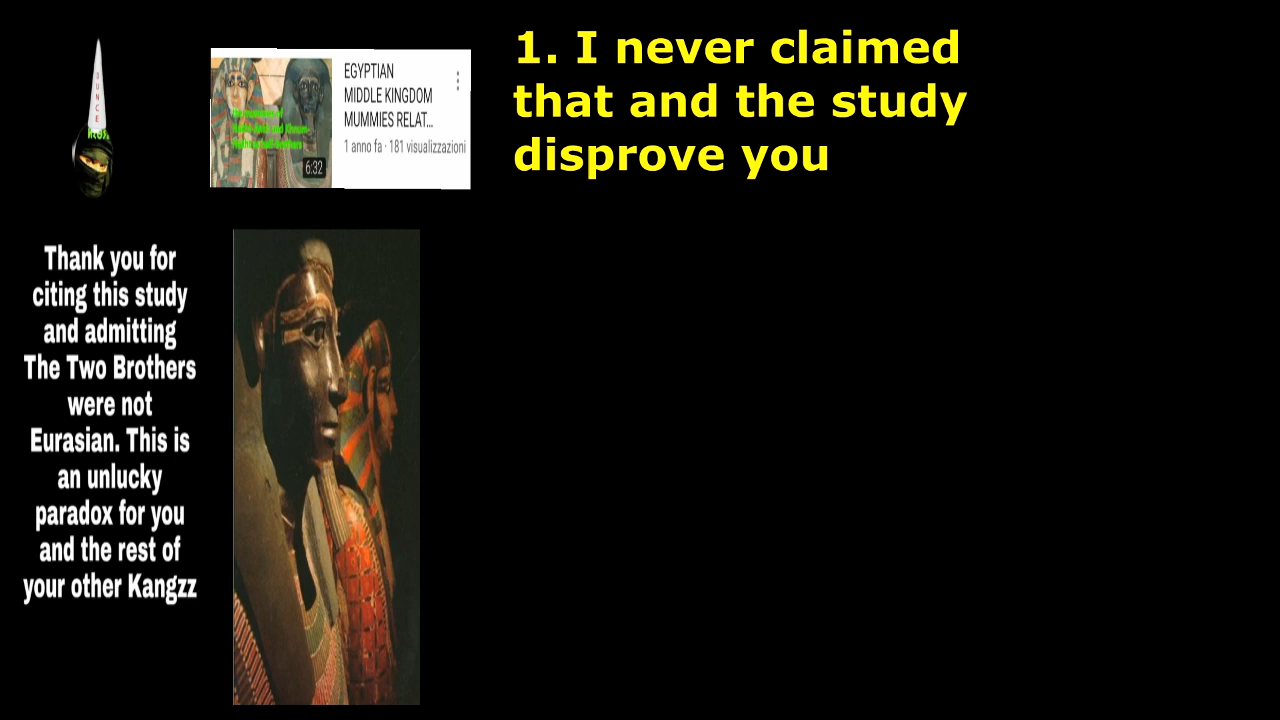 DUNCE
EGYPTIAN
MIDDLE KINGDOM
MUMMIES RELAT...
1 anno fa · 181 visualizzazioni
6:32
1. I never claimed
that and the study
disprove you
Thank you for
citing this study
and admitting
The Two Brothers
were not
Eurasian. This is
an unlucky
paradox for you
and the rest of
your other Kangzz